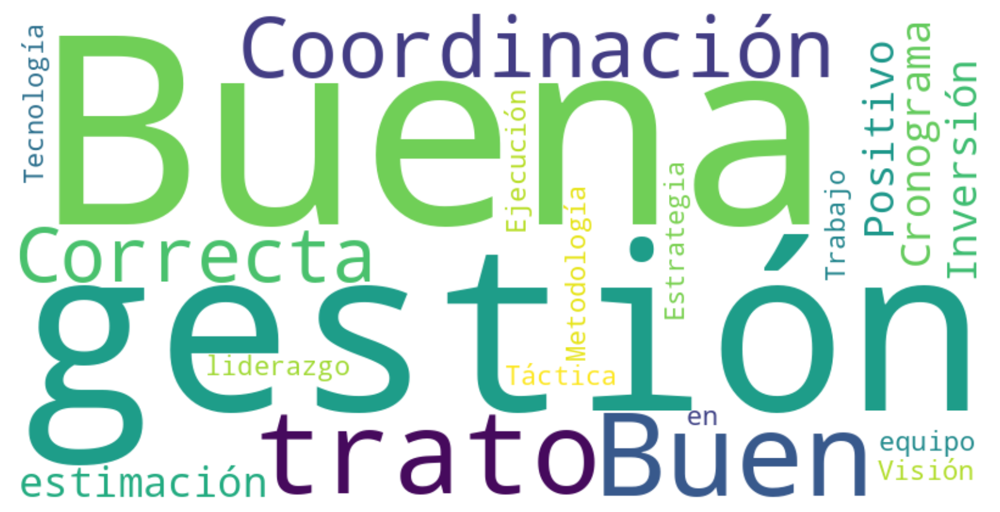 Coordinación
Tecnología
Buena
Positivo
Cronograma
Inversión
Ejecución
Estrategia
Trabajo
Metodología
Correcta
gestión
liderazgo
Táctica
trato
Buen
en
equipo
Visión
estimación